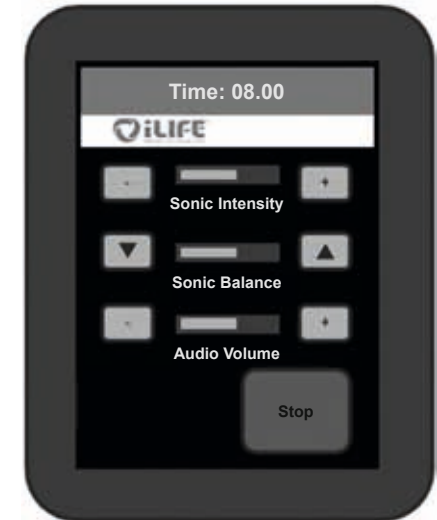 Time: 08.00
iLIFE
- +
Sonic Intensity
Sonic Balance
- +
Audio Volume
Stop